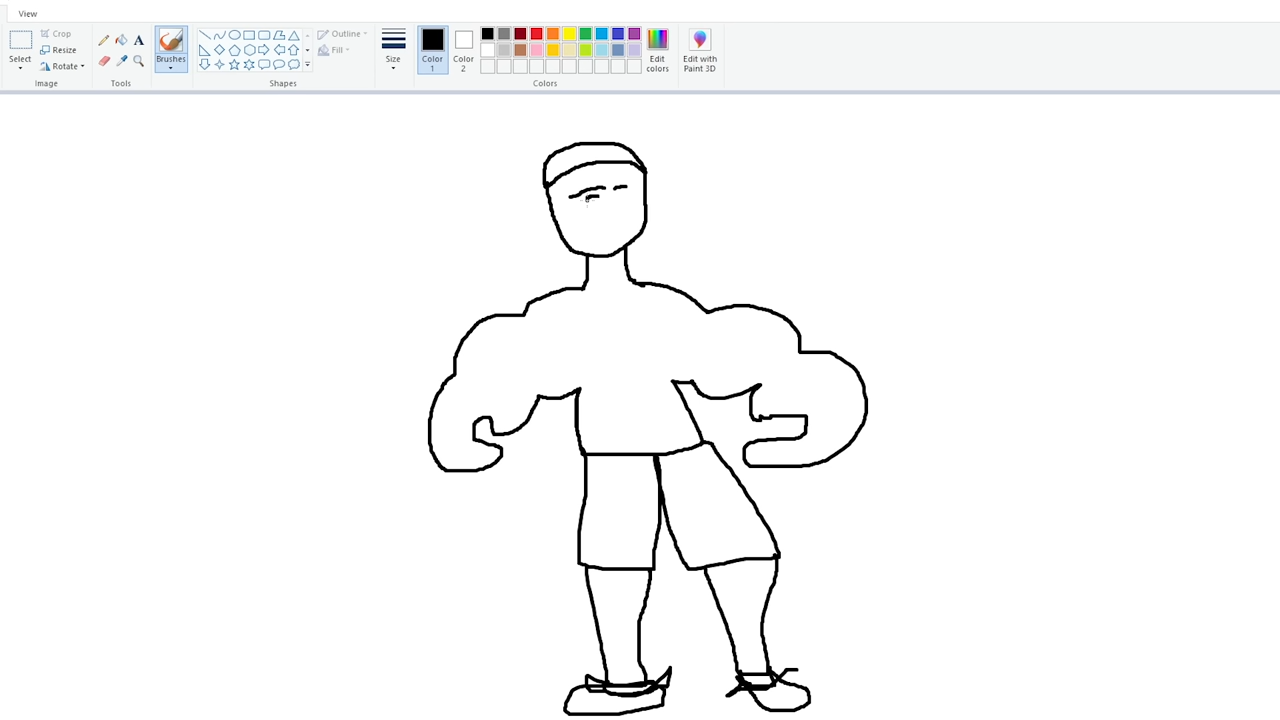 View
Crop
Resize
Rotate
Select
Image
A
Tools
Brushes
Outline
Fill
Shapes
Size
Color 1
Color 2
Colors
Edit colors
Edit with Paint 3D